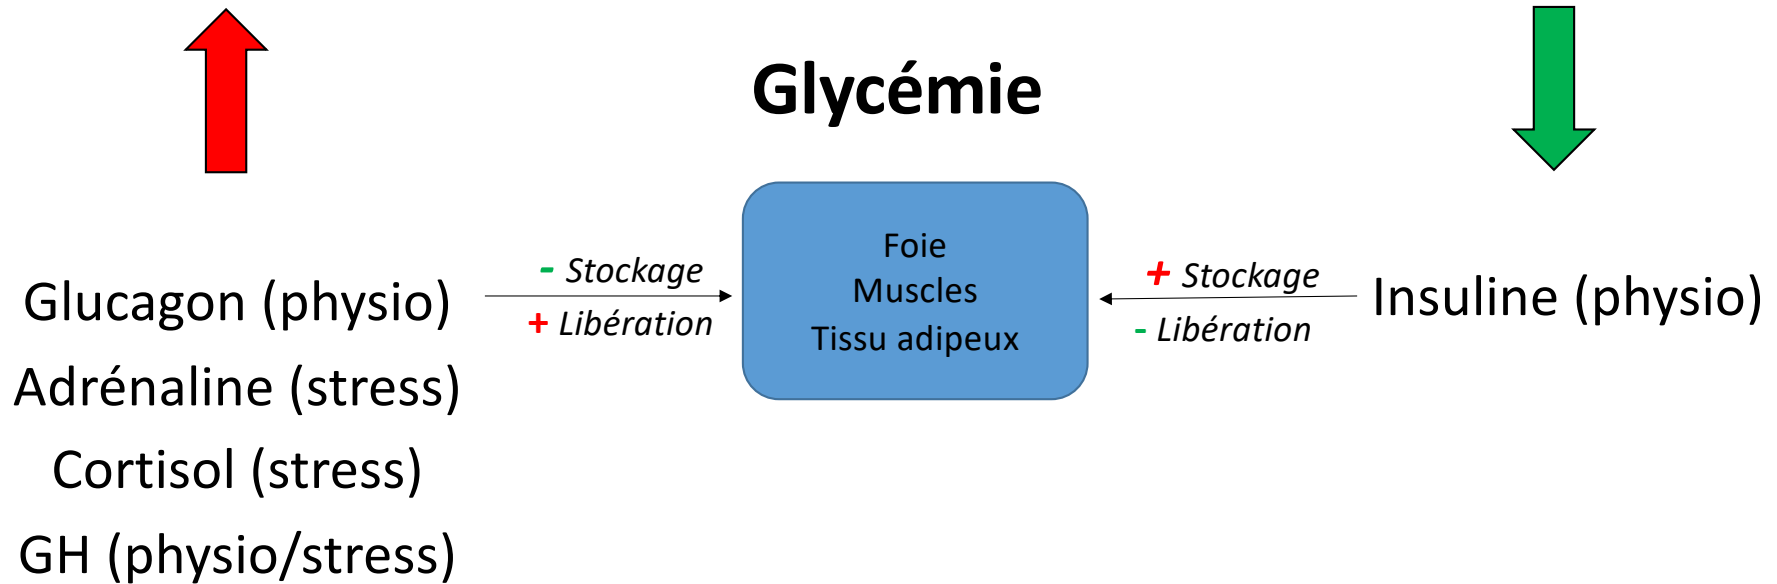 Glycémie
Foie
Muscles
Tissu adipeux
- Stockage
+ Libération
+ Stockage
- Libération
Glucagon (physio)
Adrénaline (stress)
Cortisol (stress)
GH (physio/stress)
Insuline (physio)